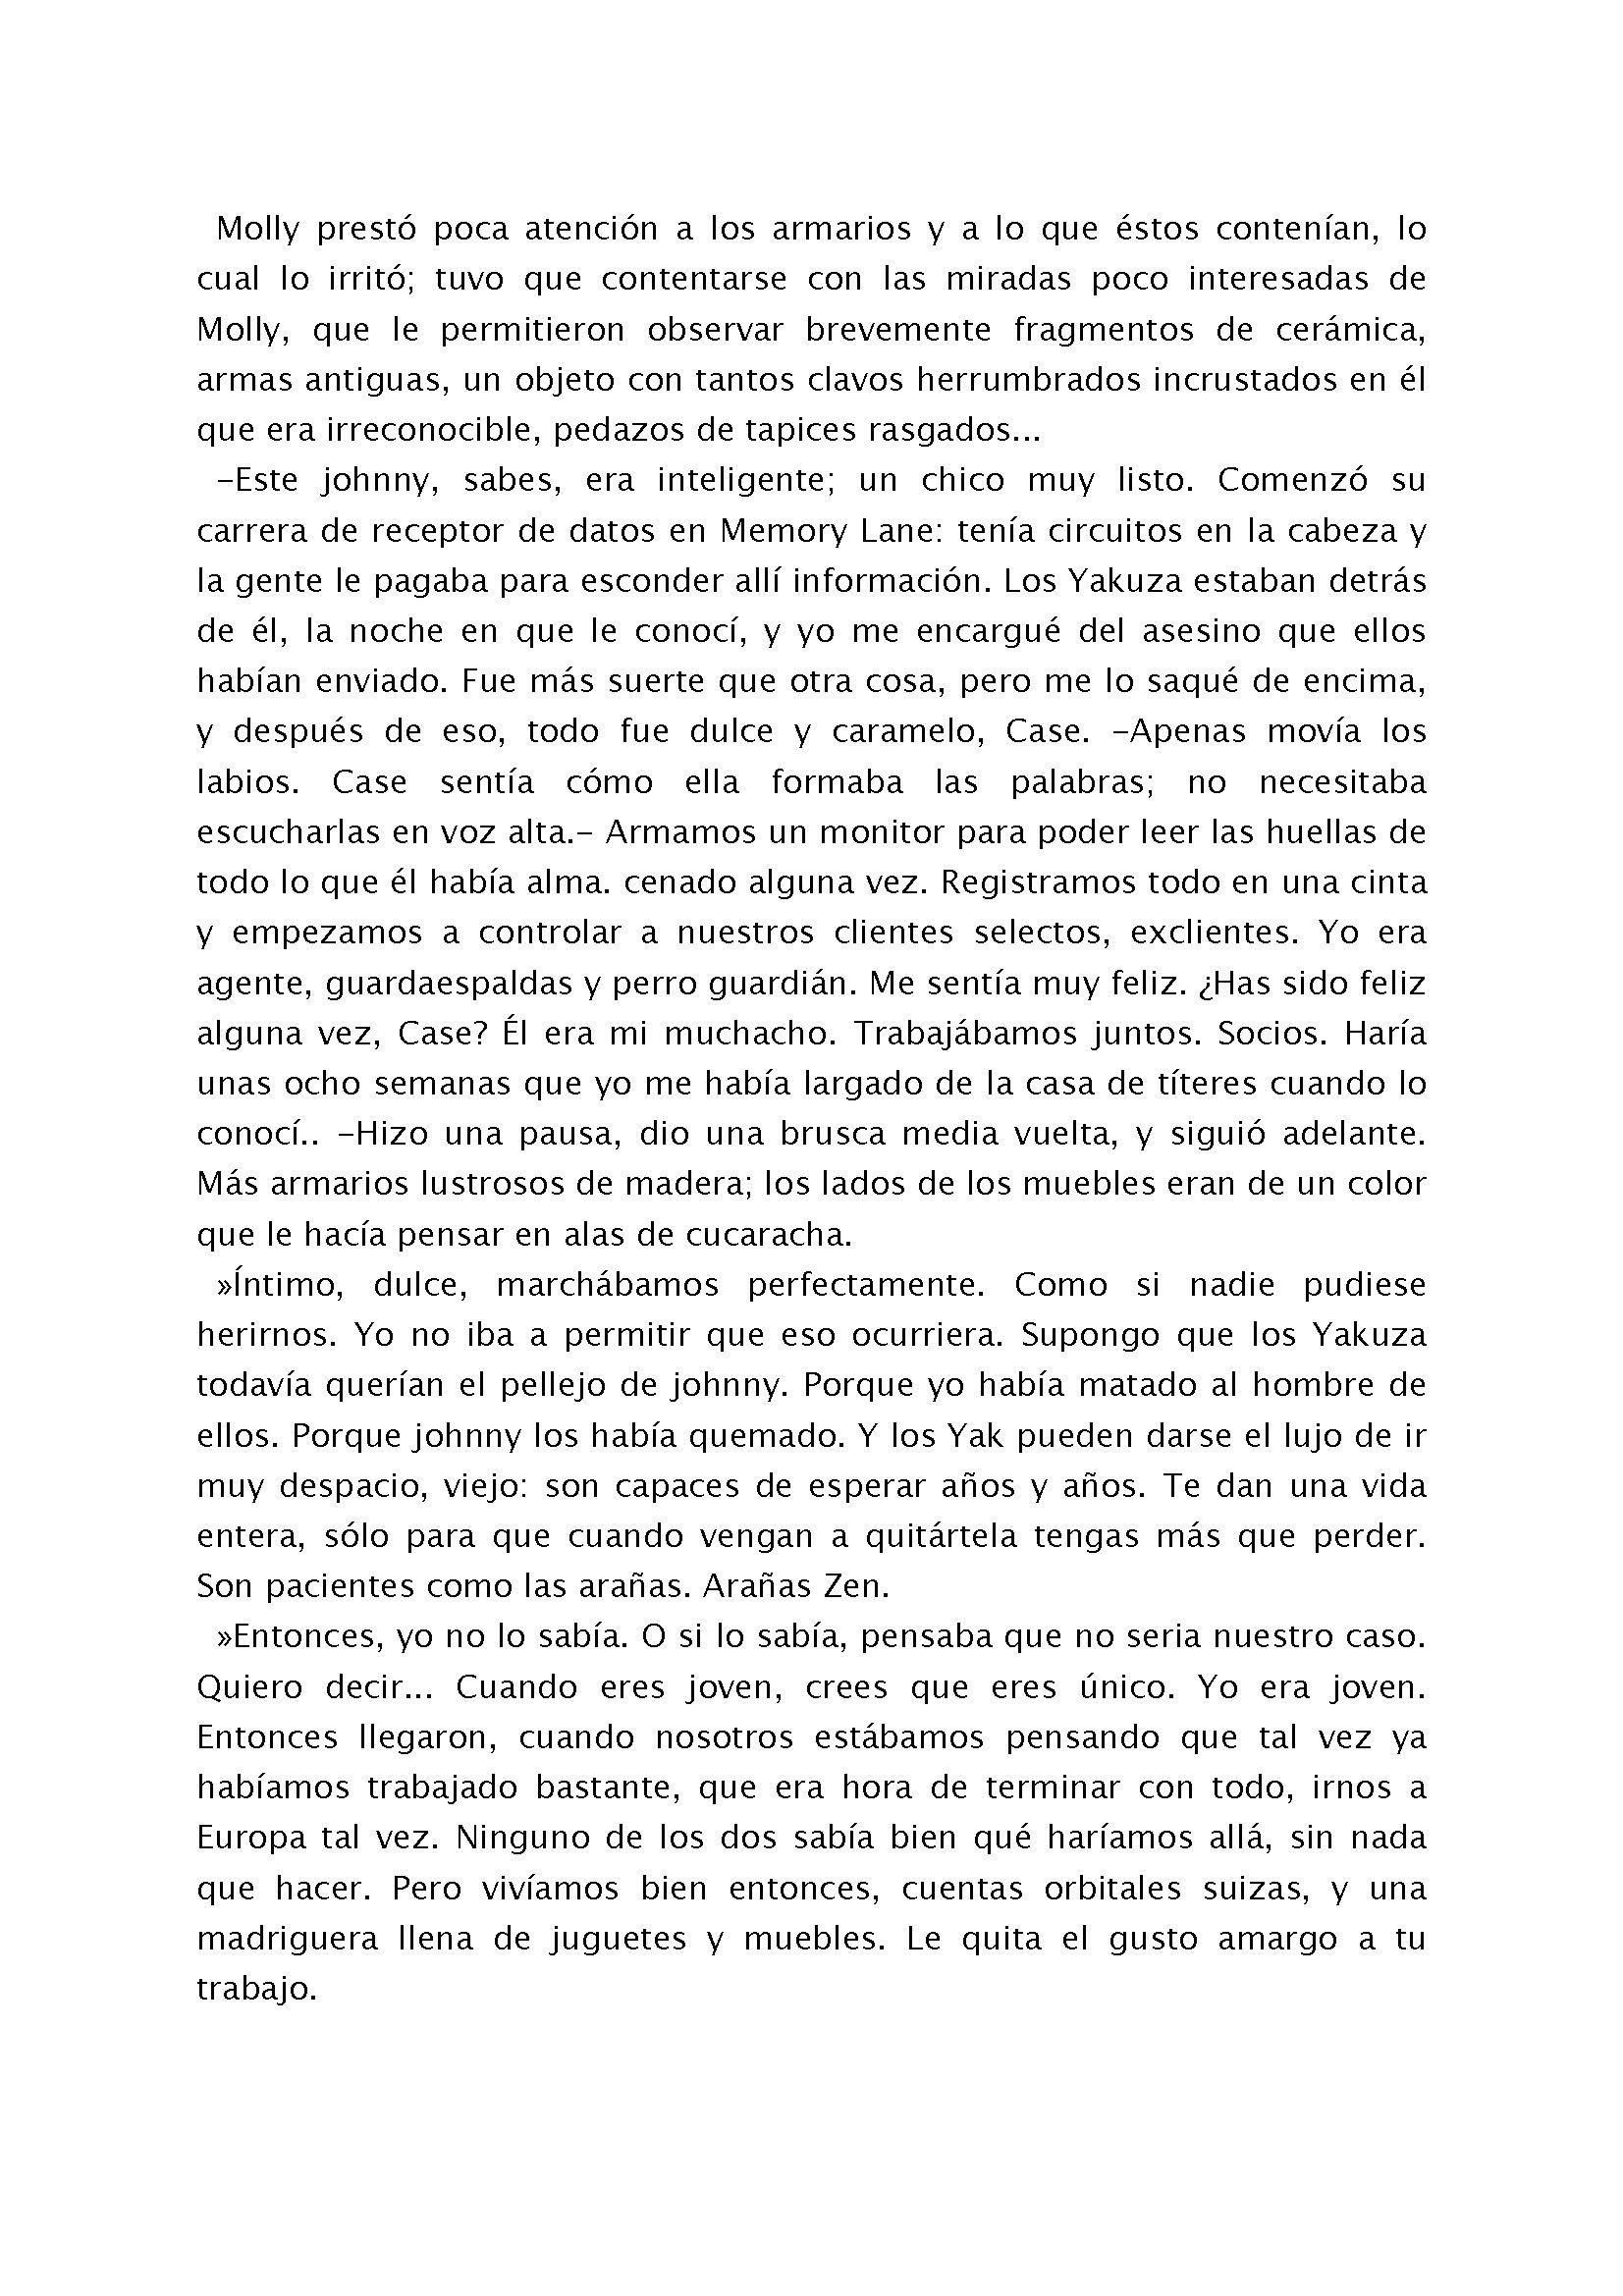 Molly prestó poca atención a los armarios y a lo que éstos contenían, lo
cual lo irritó; tuvo que contentarse con las miradas poco interesadas de
Molly, que le permitieron observar brevemente fragmentos de cerámica,
armas antiguas, un objeto con tantos clavos herrumbrados incrustados en él
que era irreconocible, pedazos de tapices rasgados...
–Este johnny, sabes, era inteligente; un chico muy listo. Comenzó su
carrera de receptor de datos en Memory Lane: tenía circuitos en la cabeza y
la gente le pagaba para esconder allí información. Los Yakuza estaban detrás
de él, la noche en que le conocí, y yo me encargué del asesino que ellos
habían enviado. Fue más suerte que otra cosa, pero me lo saqué de encima,
y después de eso, todo fue dulce y caramelo, Case. –Apenas movía los
labios. Case sentía cómo ella formaba las palabras; no necesitaba
escucharlas en voz alta.– Armamos un monitor para poder leer las huellas de
todo lo que él había alma. cenado alguna vez. Registramos todo en una cinta
y empezamos a controlar a nuestros clientes selectos, exclientes. Yo era
agente, guardaespaldas y perro guardián. Me sentía muy feliz. ¿Has sido feliz
alguna vez, Case? Él era mi muchacho. Trabajábamos juntos. Socios. Haría
unas ocho semanas que yo me había largado de la casa de títeres cuando lo
conocí.. –Hizo una pausa, dio una brusca media vuelta, y siguió adelante.
Más armarios lustrosos de madera; los lados de los muebles eran de un color
que le hacía pensar en alas de cucaracha.
»Íntimo, dulce, marchábamos perfectamente. Como si nadie pudiese
herirnos. Yo no iba a permitir que eso ocurriera. Supongo que los Yakuza
todavía querían el pellejo de johnny. Porque yo había matado al hombre de
ellos. Porque johnny los había quemado. Y los Yak pueden darse el lujo de ir
muy despacio, viejo: son capaces de esperar años y años. Te dan una vida
entera, sólo para que cuando vengan a quitártela tengas más que perder.
Son pacientes como las arañas. Arañas Zen.
»Entonces, yo no lo sabía. O si lo sabía, pensaba que no seria nuestro caso.
Quiero decir... Cuando eres joven, crees que eres único. Yo era joven.
Entonces llegaron, cuando nosotros estábamos pensando que tal vez ya
habíamos trabajado bastante, que era hora de terminar con todo, irnos a
Europa tal vez. Ninguno de los dos sabía bien qué haríamos allá, sin nada
que hacer. Pero vivíamos bien entonces, cuentas orbitales suizas, y una
madriguera llena de juguetes y muebles. Le quita el gusto amargo a tu
trabajo.